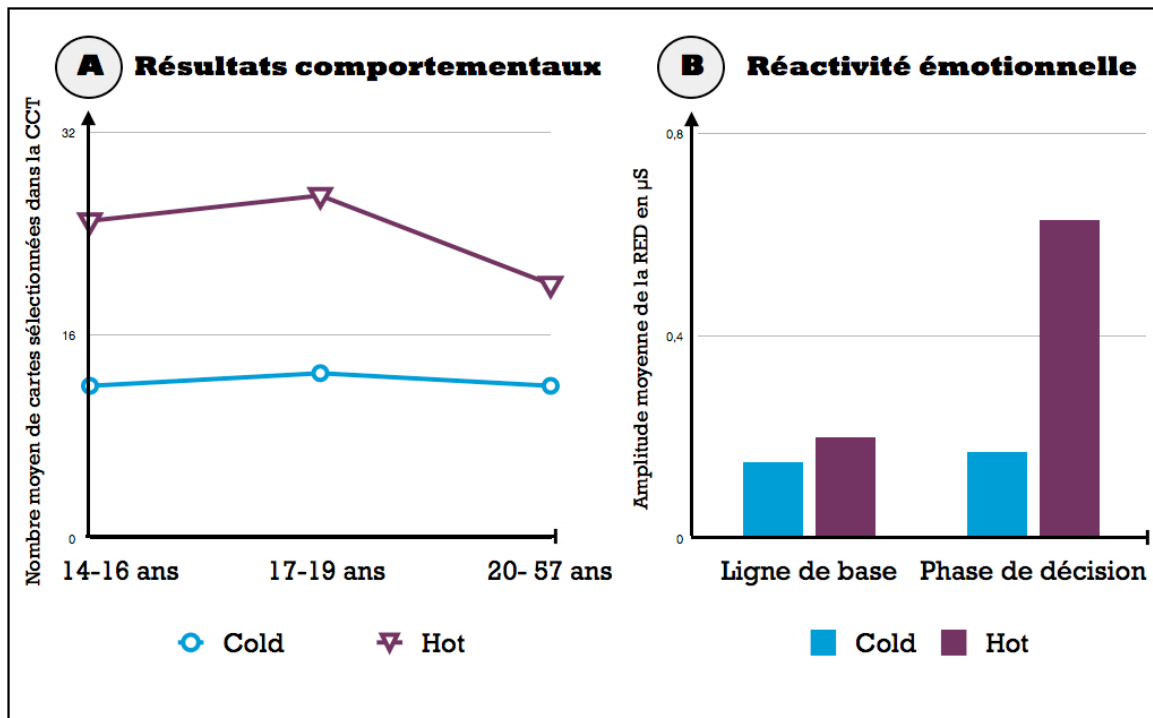 A Résultats comportementaux
Nombre moyen de cartes sélectionnées dans la CCT
32
16
0
14-16 ans 17-19 ans 20- 57 ans
Cold Hot
B Réactivité émotionnelle
Amplitude moyenne de la RED en µS
0,8
0,4
0
Ligne de base Phase de décision
Cold Hot